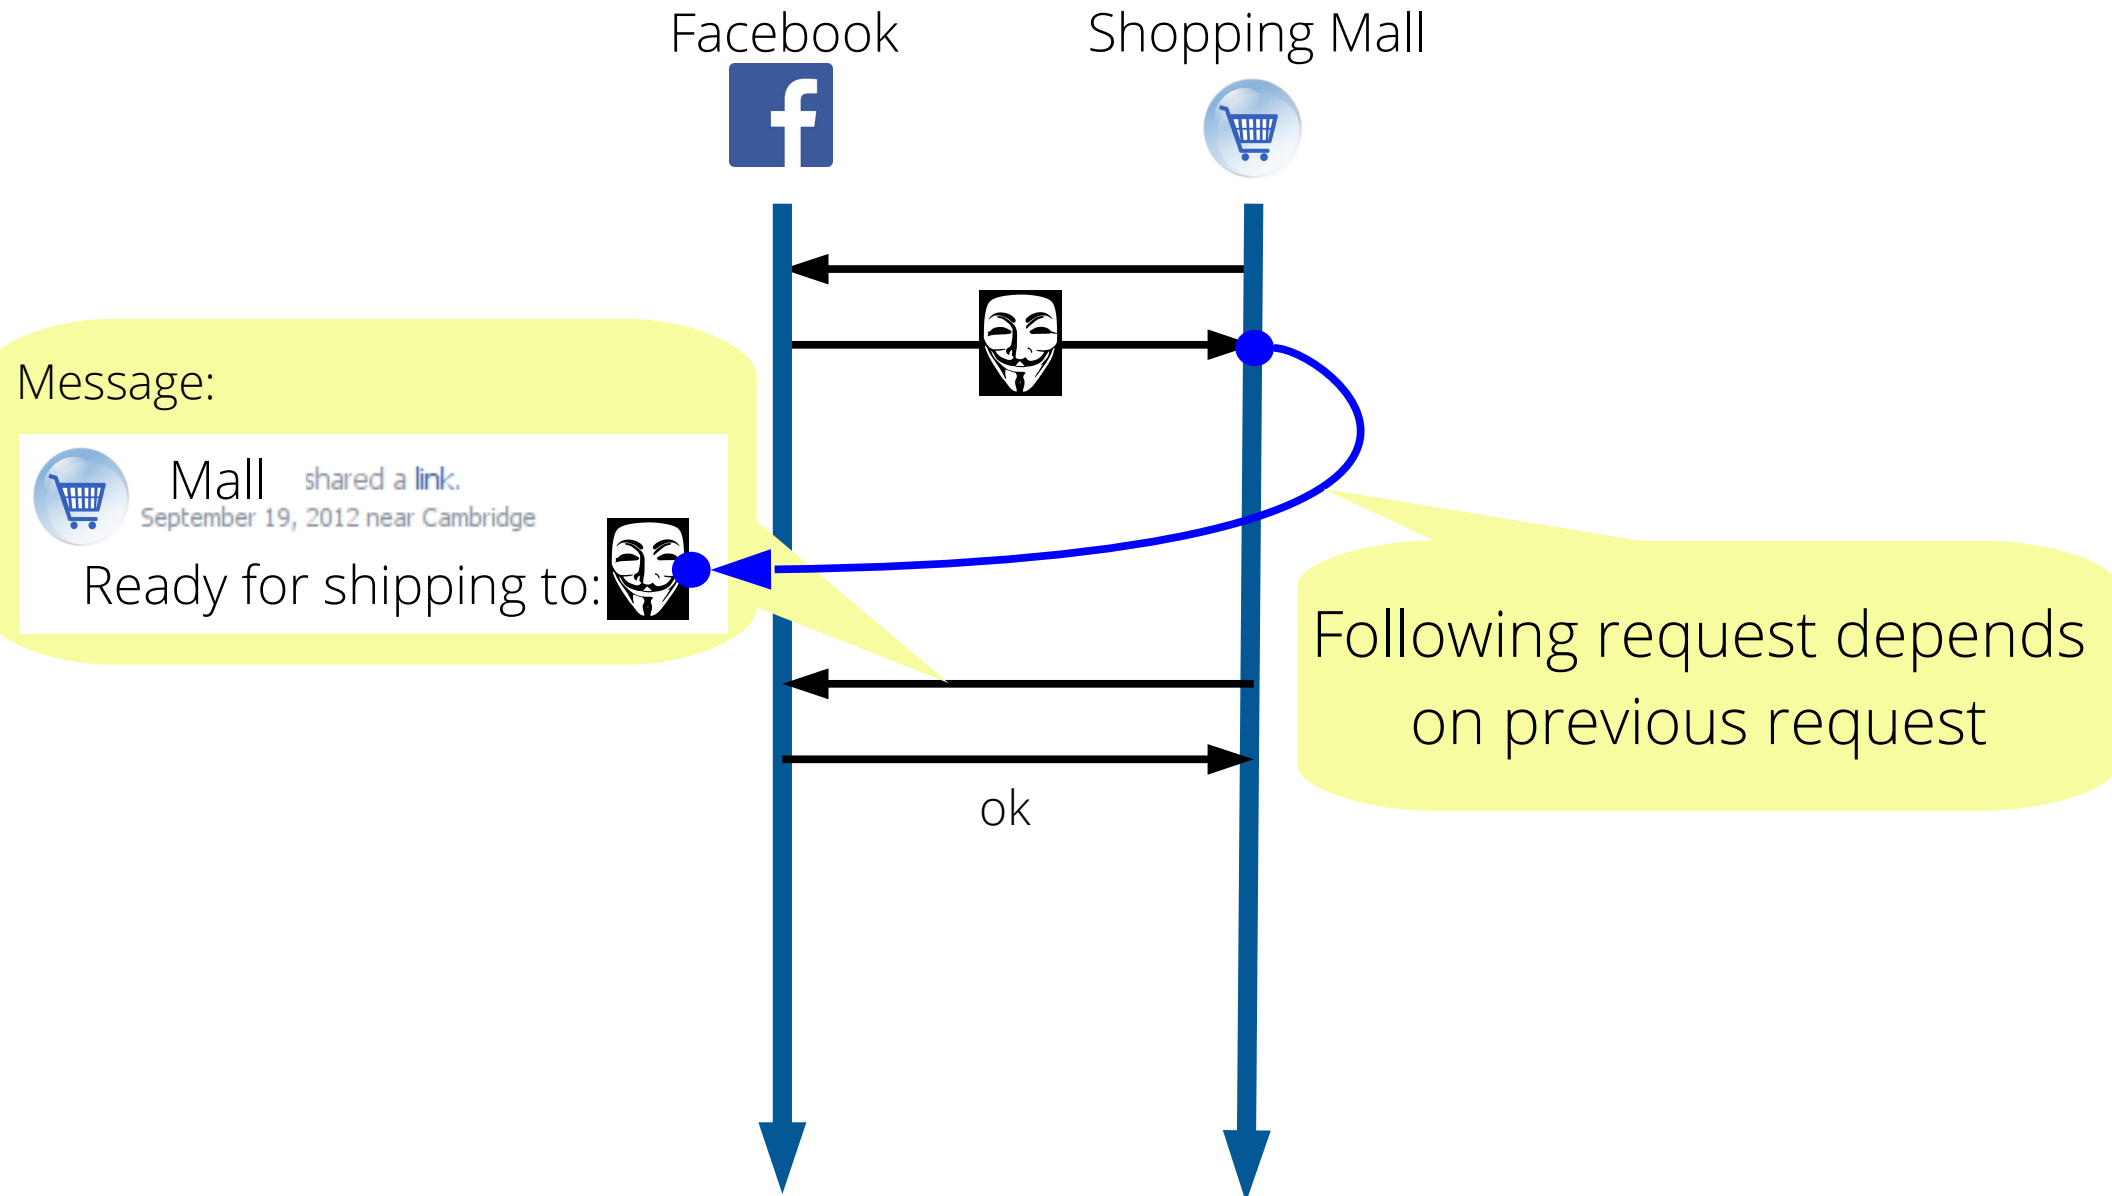 Facebook
Shopping Mall
Message:
Mall shared a link.
September 19, 2012 near Cambridge
Ready for shipping to:
Following request depends
on previous request
ok